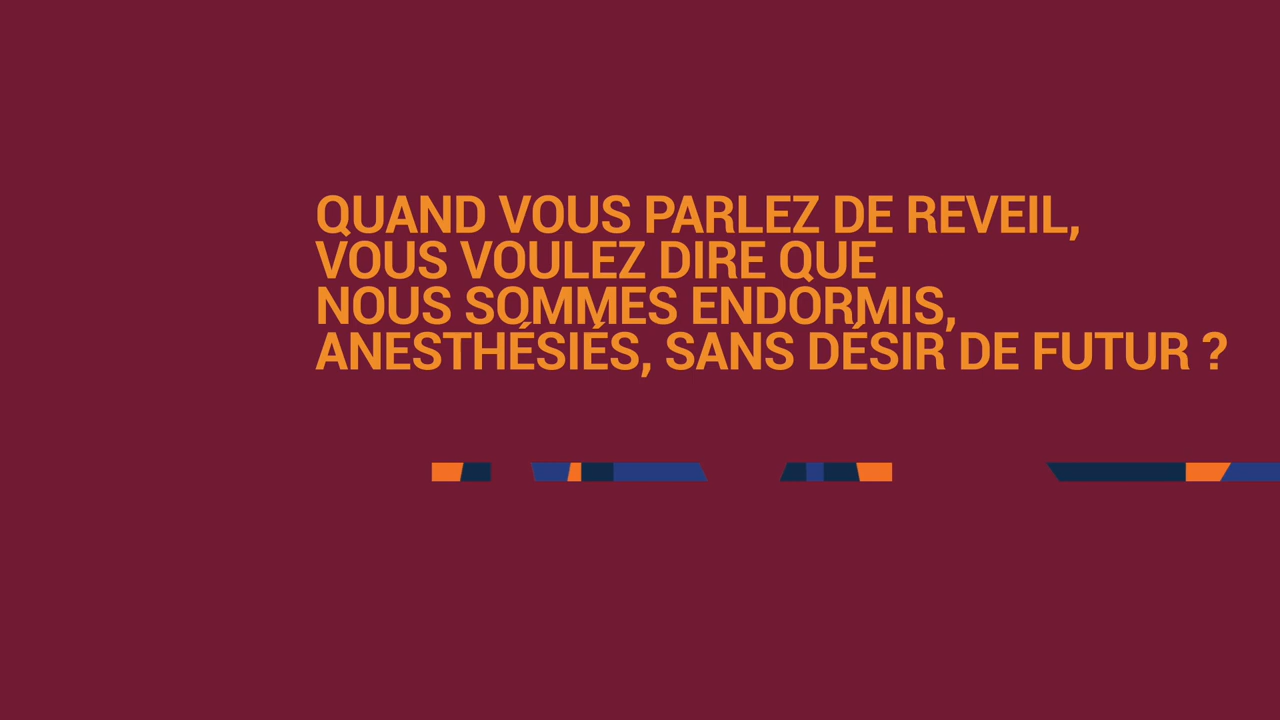 QUAND VOUS PARLEZ DE REVEIL,
VOUS VOULEZ DIRE QUE
NOUS SOMMES ENDORMIS,
ANESTHÉSIÉS, SANS DÉSIR DE FUTUR ?